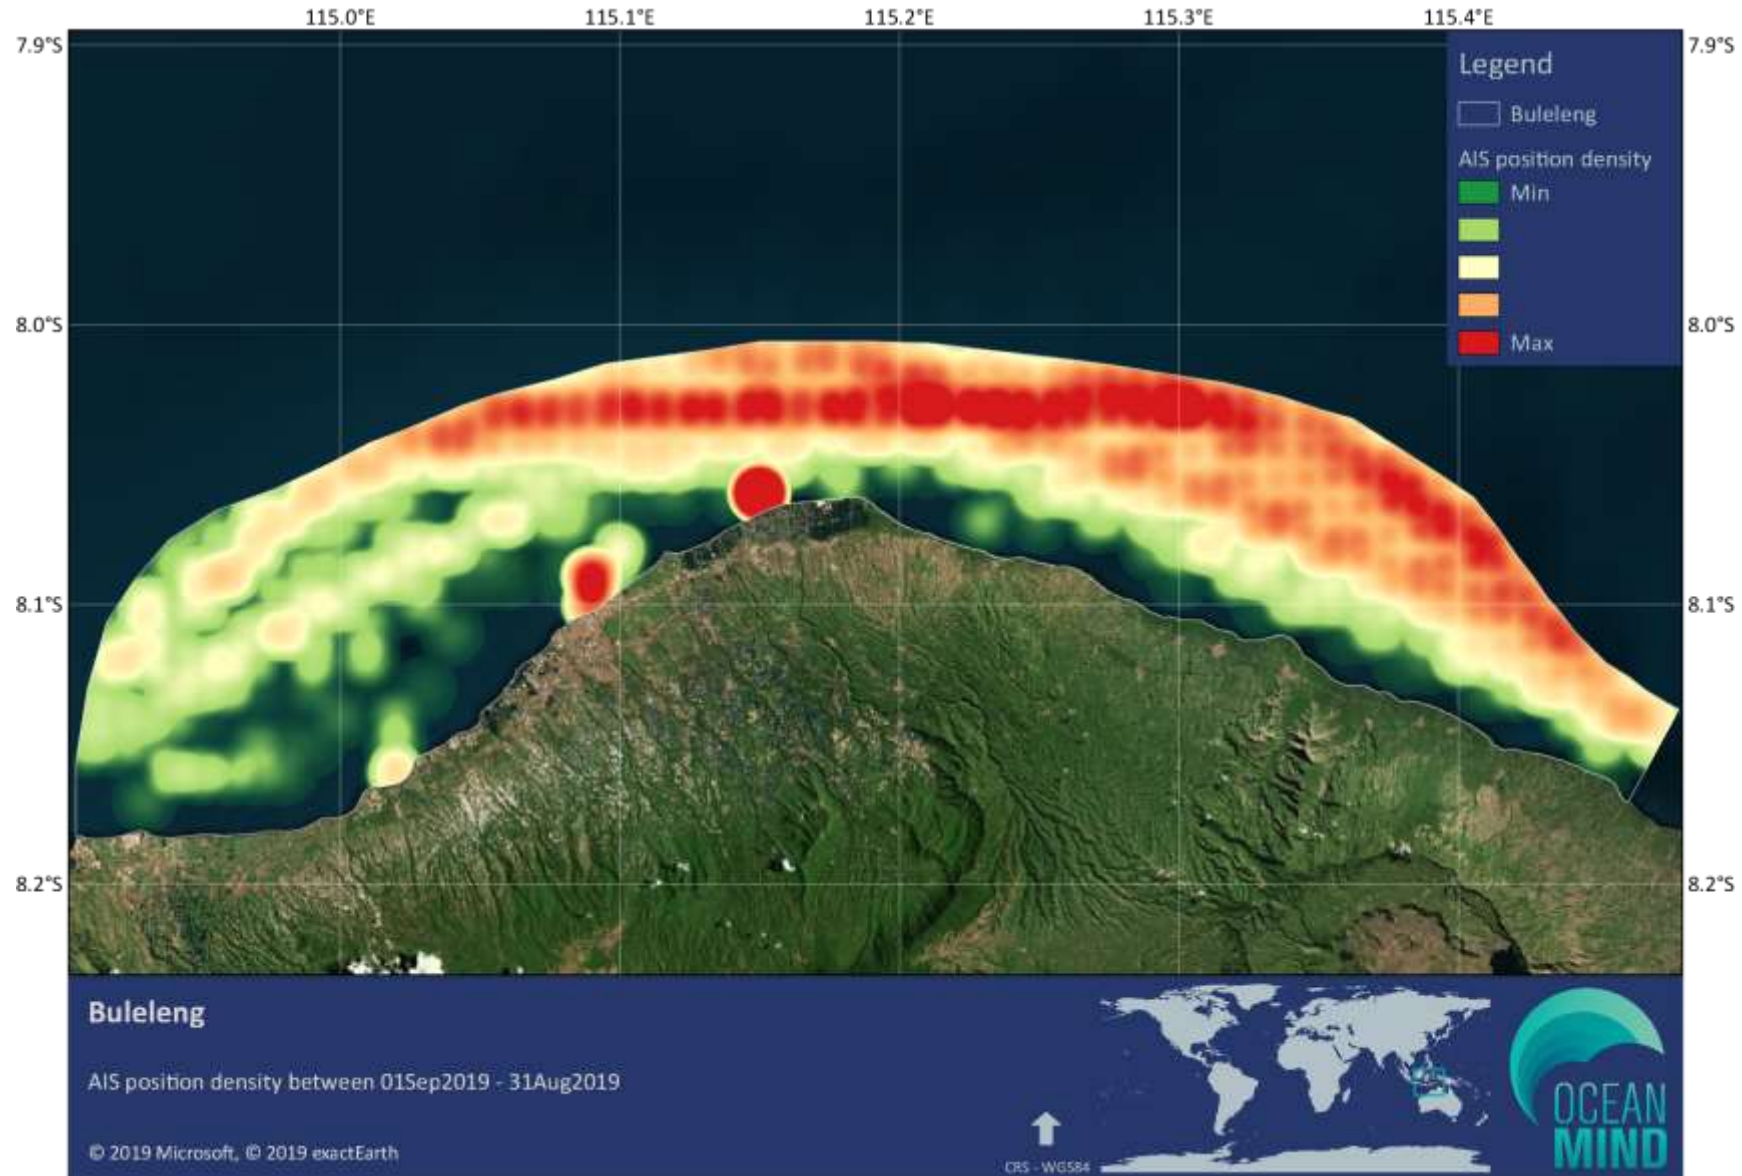 115.0°E 115.1°E 115.2°E 115.3°E 115.4°E
7.9°S 7.9°S
Legend
Buleleng
AIS position density
Min
Max
8.0°S 8.0°S
8.1°S 8.1°S
8.2°S 8.2°S
Buleleng
AIS position density between 01Sep2019 - 31Aug2019
© 2019 Microsoft, © 2019 exactEarth
CRS - WGS84
OCEAN
MIND